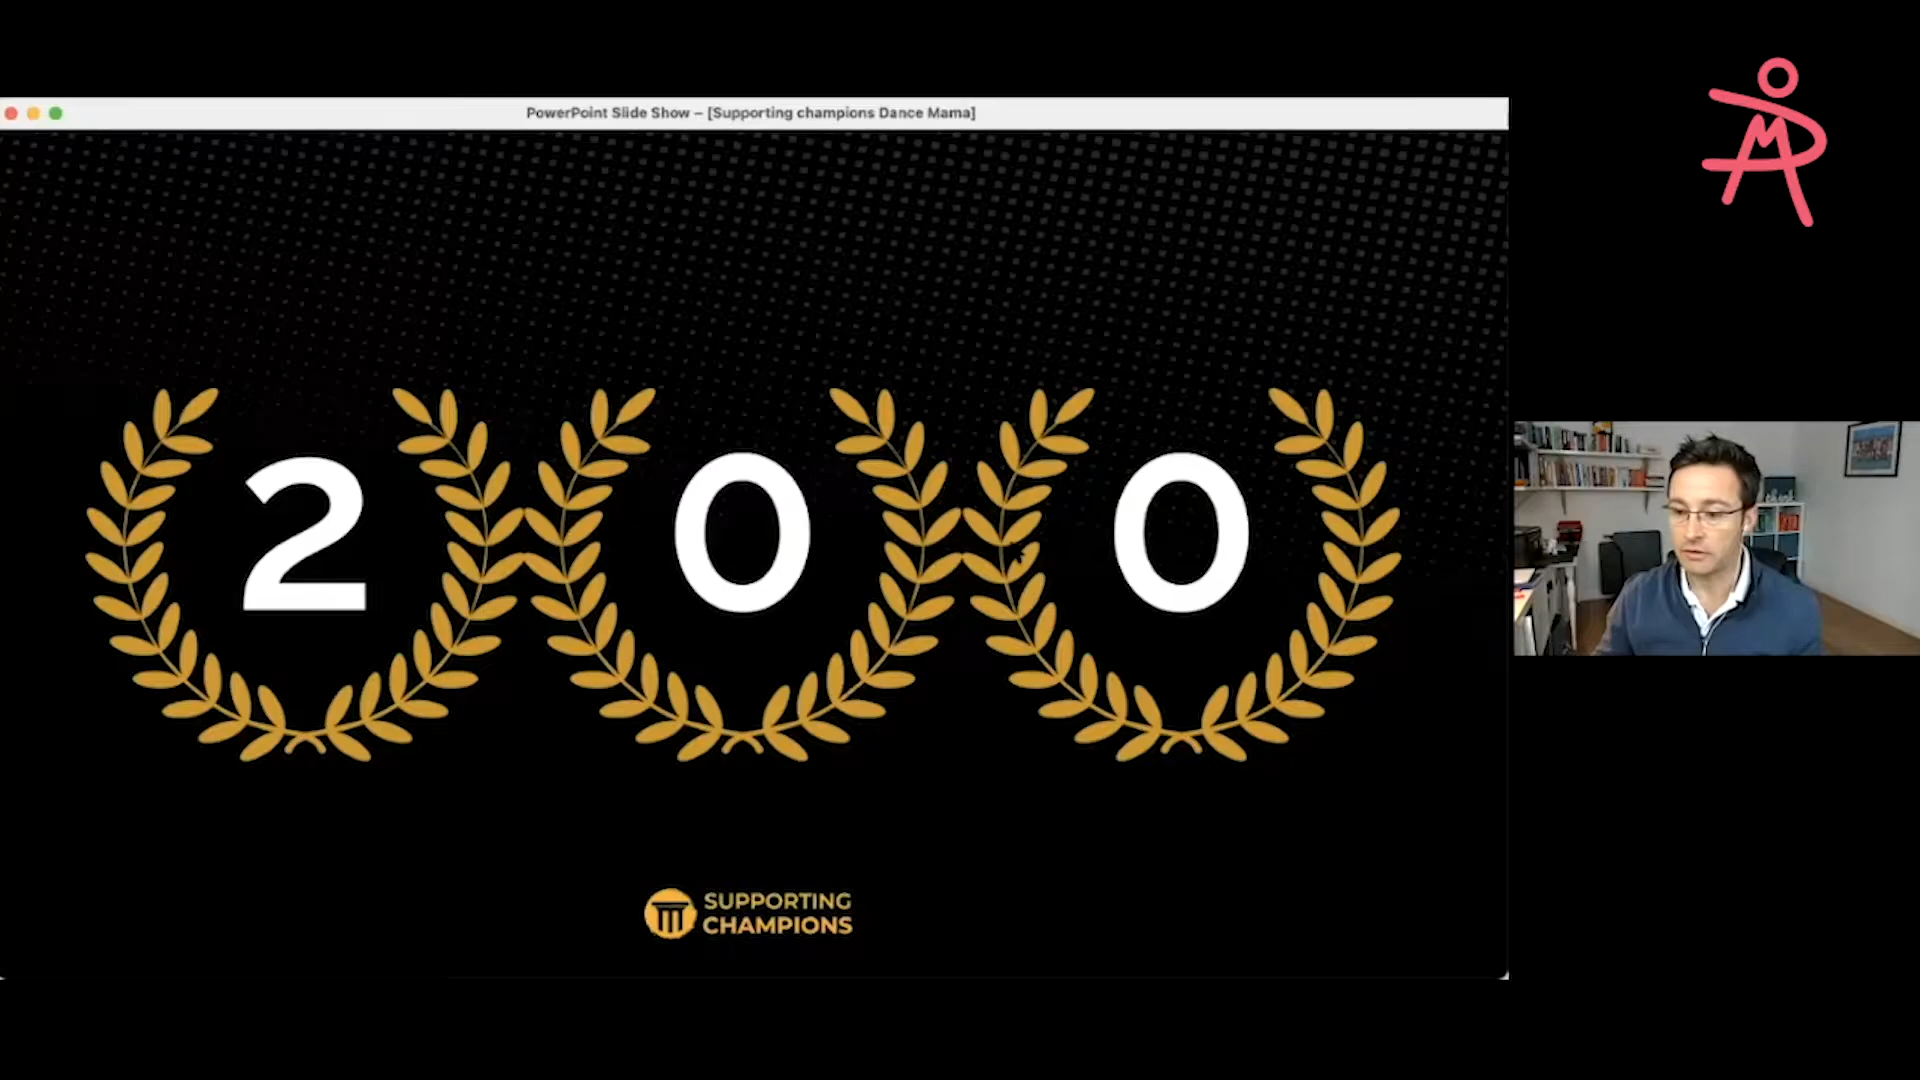 PowerPoint Slide Show – [Supporting champions Dance Mama]
2 0 0
SUPPORTING
CHAMPIONS